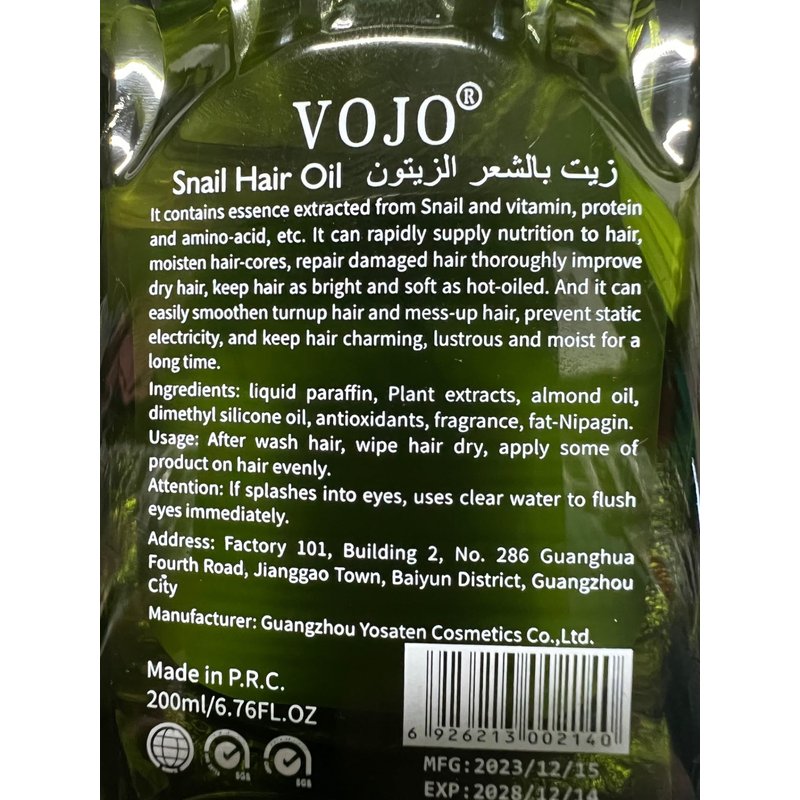 VOJO®
Snail Hair Oil زيت بالشعر الزيتون
It contains essence extracted from Snail and vitamin, protein
and amino-acid, etc. It can rapidly supply nutrition to hair,
moisten hair-cores, repair damaged hair thoroughly improve
dry hair, keep hair as bright and soft as hot-oiled. And it can
easily smoothen turnup hair and mess-up hair, prevent static
electricity, and keep hair charming, lustrous and moist for a
long time.
Ingredients: liquid paraffin, Plant extracts, almond oil,
dimethyl silicone oil, antioxidants, fragrance, fat-Nipagin.
Usage: After wash hair, wipe hair dry, apply some of
product on hair evenly.
Attention: If splashes into eyes, uses clear water to flush
eyes immediately.
Address: Factory 101, Building 2, No. 286 Guanghua
Fourth Road, Jianggao Town, Baiyun District, Guangzhou
City
Manufacturer: Guangzhou Yosaten Cosmetics Co.,Ltd.
Made in P.R.C.
200ml/6.76FL.OZ
6 926213 002140
SGS SGS
MFG:2023/12/15
EXP:2028/12/14